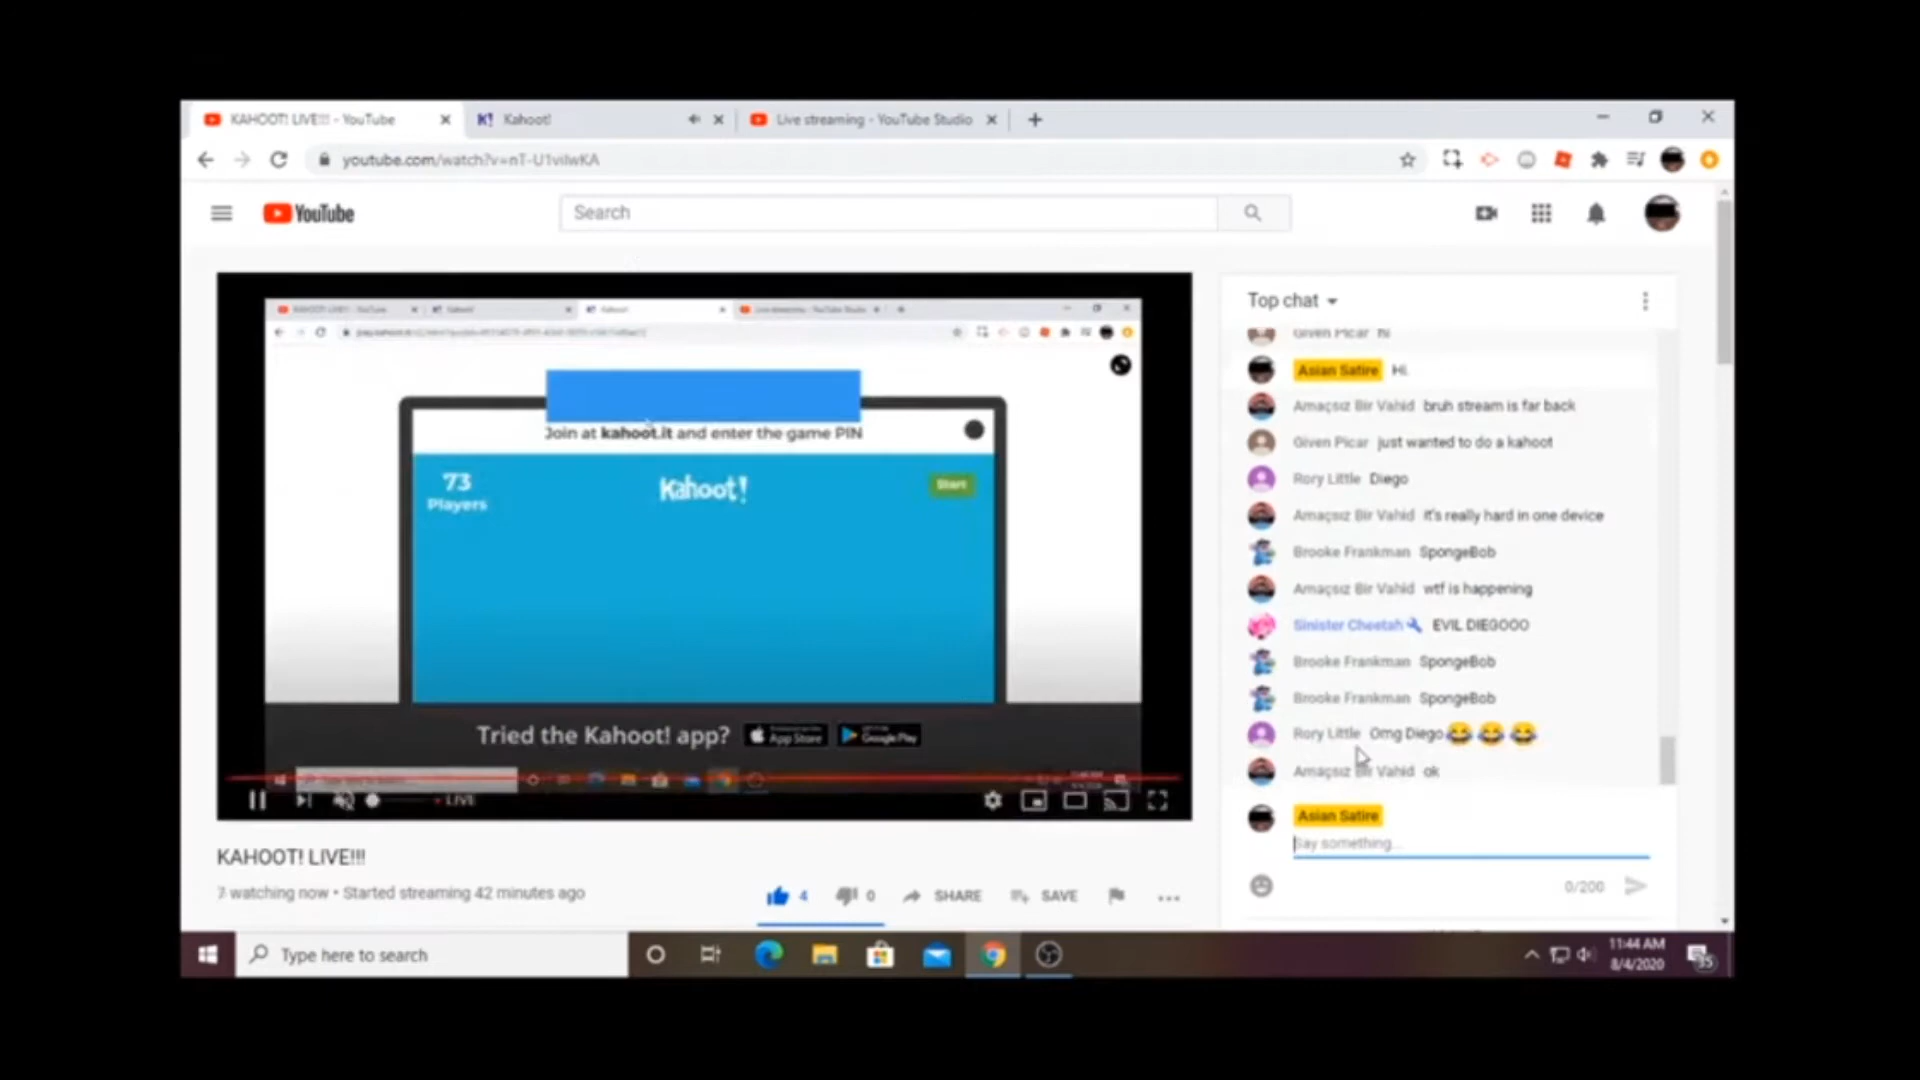 KAHOOT! LIVE!!! - YouTube
Kahoot!
Live streaming - YouTube Studio
youtube.com/watch?v=nT-U1vilwKA
YouTube
Search
Join at kahoot.it and enter the game PIN
73
Players
Kahoot!
Start
Tried the Kahoot! app?
App Store
Google Play
LIVE
KAHOOT! LIVE!!!
watching now • Started streaming 42 minutes ago
4
0
SHARE
SAVE
Top chat
Given Picar hi
Asian Satire Hi.
Amaçsız Bir Vahid bruh stream is far back
Given Picar just wanted to do a kahoot
Rory Little Diego
Amaçsız Bir Vahid it's really hard in one device
Brooke Frankman SpongeBob
Amaçsız Bir Vahid wtf is happening
Sinister Cheetah EVIL DIEGOOO
Brooke Frankman SpongeBob
Brooke Frankman SpongeBob
Rory Little Omg Diego😂😂😂
Amaçsız Bir Vahid ok
Asian Satire
Say something...
0/200
Type here to search
11:44 AM
8/4/2020